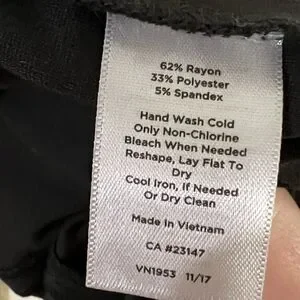 62% Rayon
33% Polyester
5% Spandex
Hand Wash Cold
Only Non-Chlorine
Bleach When Needed
Reshape, Lay Flat To
Dry
Cool Iron, If Needed
Or Dry Clean
Made In Vietnam
CA #23147
VN1953 11/17